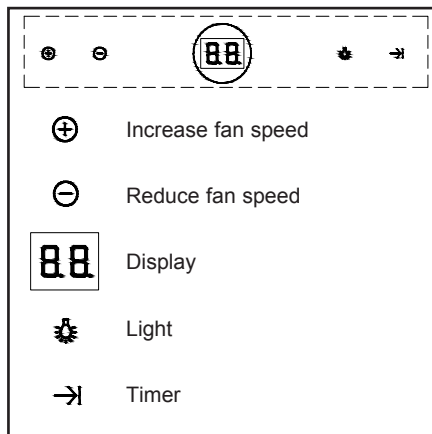 88
Increase fan speed
Reduce fan speed
88 Display
Light
Timer